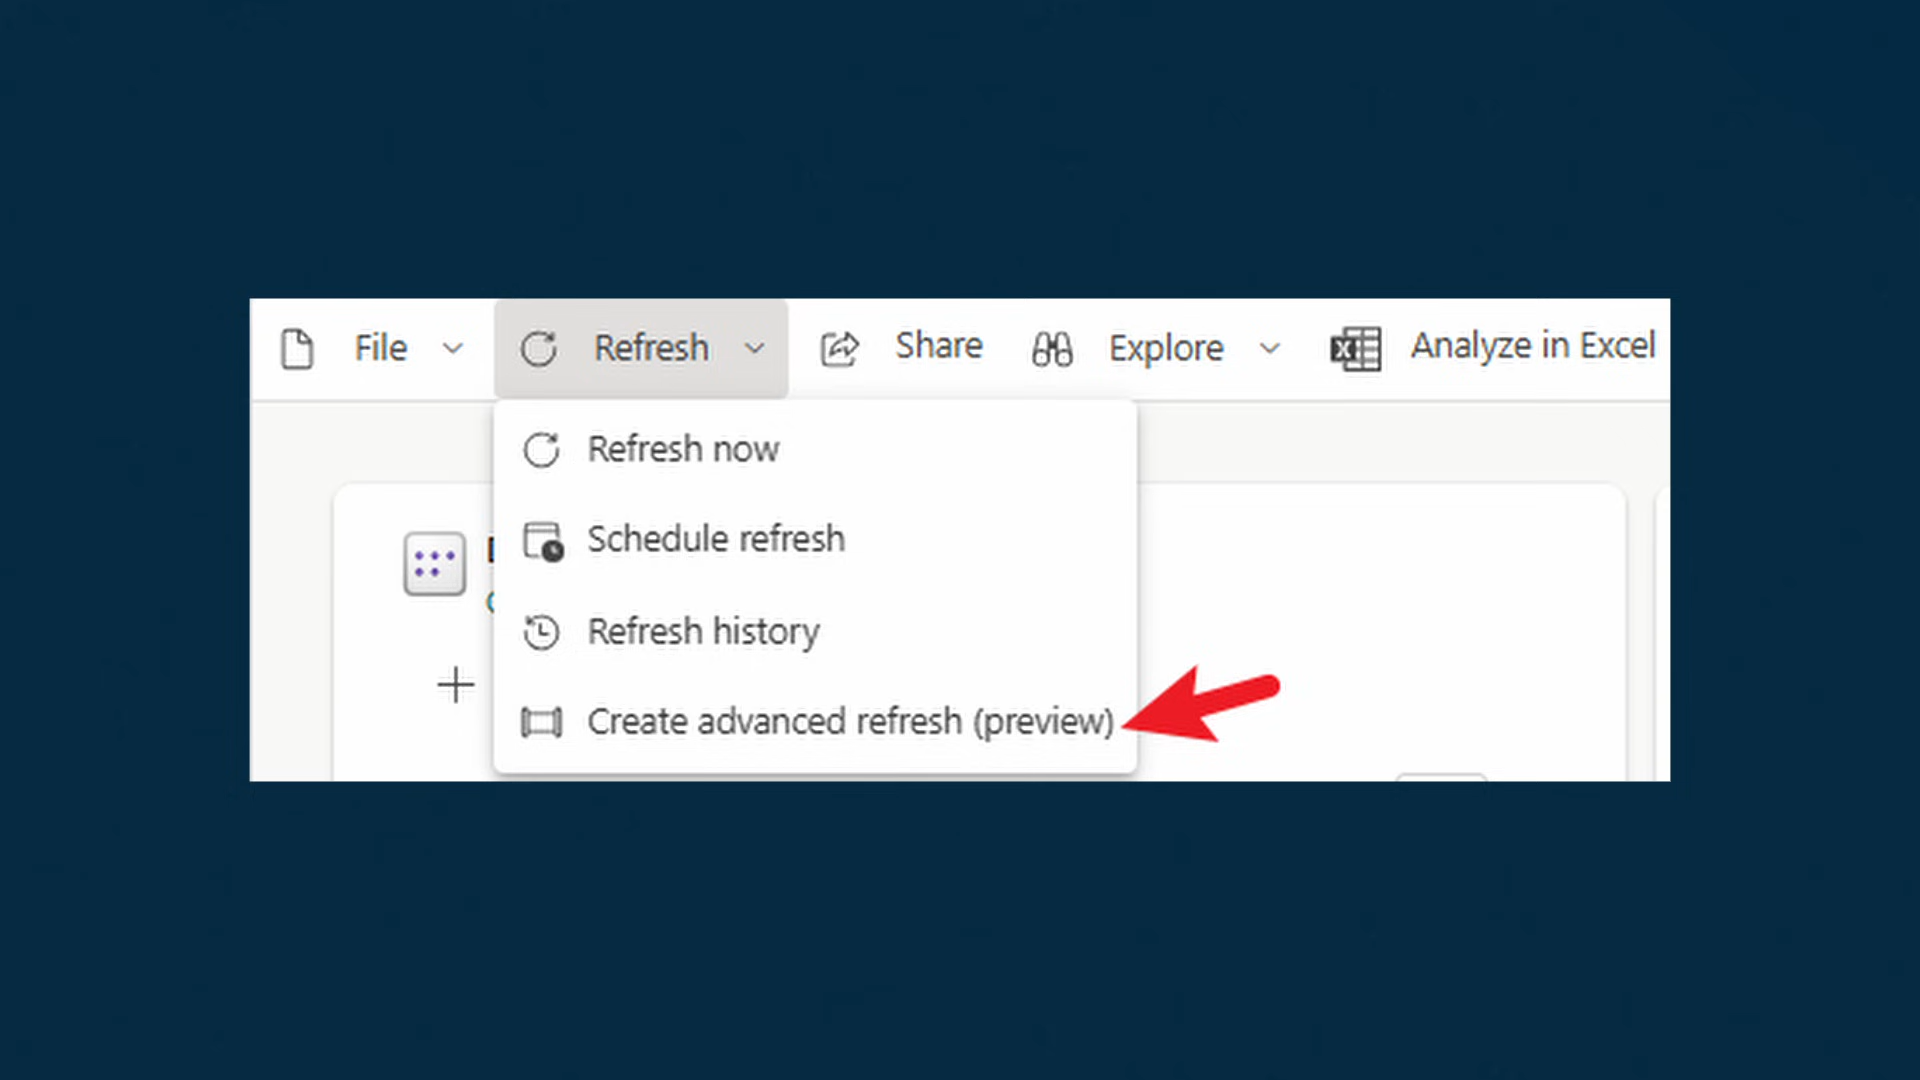 File Refresh Share Explore Analyze in Excel
Refresh now
Schedule refresh
Refresh history
Create advanced refresh (preview)